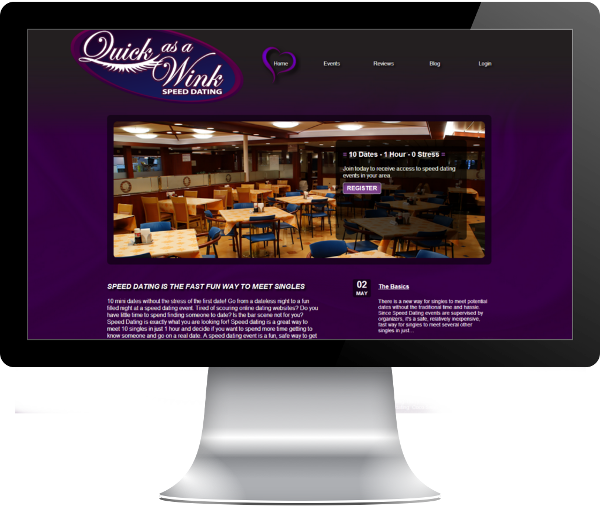 Quick as a
Wink
SPEED DATING
Home Events Reviews Blog Login
= 10 Dates - 1 Hour - 0 Stress =
Join today to receive access to speed dating
events in your area
REGISTER
SPEED DATING IS THE FAST FUN WAY TO MEET SINGLES
10 mini dates without the stress of the first date! Go from a dateless night to a fun
filled night at a speed dating event. Tired of scouring online dating websites? Do you
have little time to spend finding someone to date? Is the bar scene not for you?
Speed Dating is exactly what you are looking for! Speed dating is a great way to
meet 10 singles in just 1 hour and decide if you want to spend more time getting to
know someone and go on a real date. A speed dating event is a fun, safe way to get
02
MAY
The Basics
There is a new way for singles to meet potential
dates without the traditional time and hassle.
Since Speed Dating events are supervised by
organizers, it's a safe, relatively inexpensive,
fast way for singles to meet several other
singles in just...